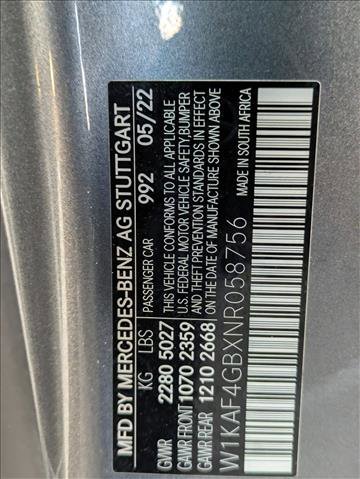 MFD BY MERCEDES-BENZ AG STUTTGART
KG LBS PASSENGER CAR 992 05/22
GWR 2280 5027 THIS VEHICLE CONFORMS TO ALL APPLICABLE
GAWR FRONT 1070 2359 U.S. FEDERAL MOTOR VEHICLE SAFETY, BUMPER
GAWR REAR 1210 2668 AND THEFT PREVENTION STANDARDS IN EFFECT
ON THE DATE OF MANUFACTURE SHOWN ABOVE
W1KAF4GBXNR058756 MADE IN SOUTH AFRICA